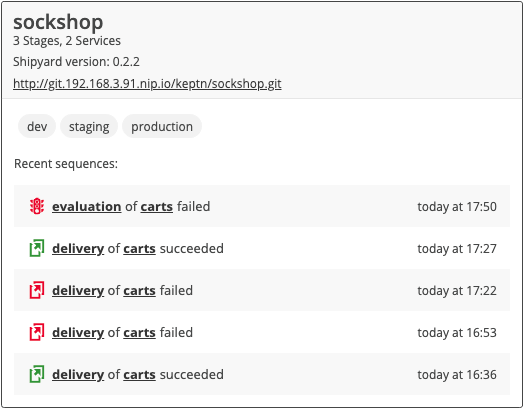 sockshop
3 Stages, 2 Services
Shipyard version: 0.2.2
http://git.192.168.3.91.nip.io/keptn/sockshop.git
dev staging production
Recent sequences:
evaluation of carts failed today at 17:50
delivery of carts succeeded today at 17:27
delivery of carts failed today at 17:22
delivery of carts failed today at 16:53
delivery of carts succeeded today at 16:36